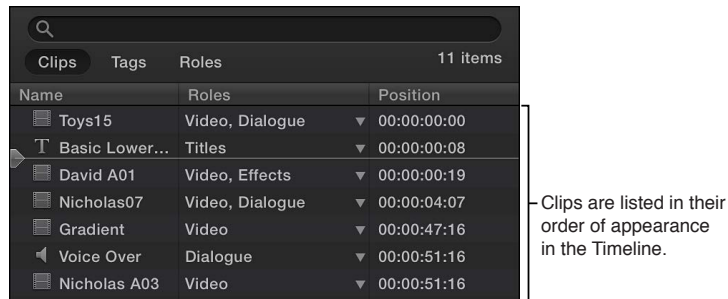 Clips Tags Roles 11 items
Name Roles Position
Toys15 Video, Dialogue 00:00:00:00
T Basic Lower... Titles 00:00:00:08
David A01 Video, Effects 00:00:00:19
Nicholas07 Video, Dialogue 00:00:04:07
Gradient Video 00:00:47:16
Voice Over Dialogue 00:00:51:16
Nicholas A03 Video 00:00:51:16
Clips are listed in their
order of appearance
in the Timeline.